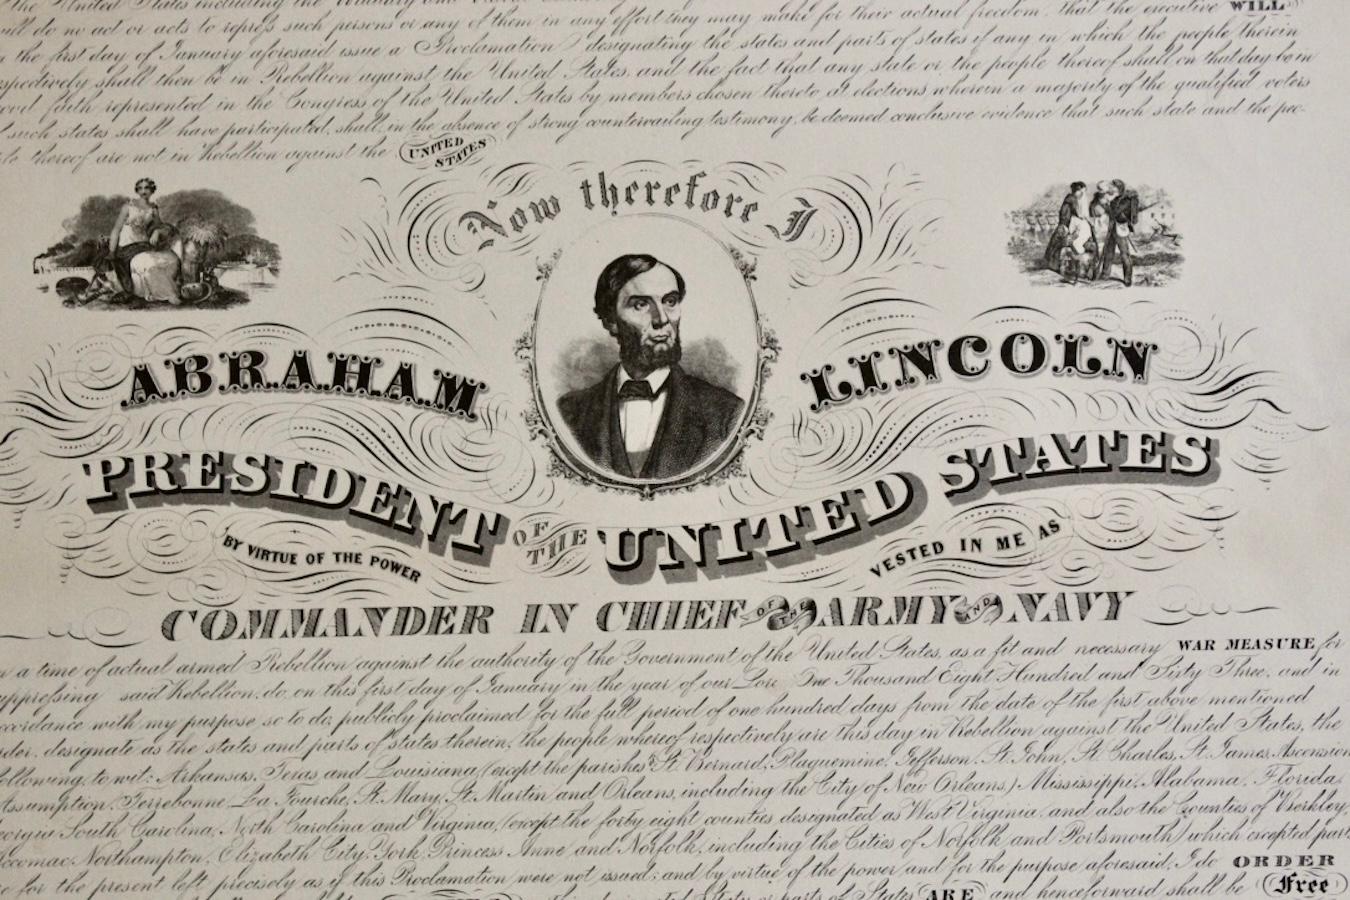 the United States including the Military and Naval
will do no act or acts to repress such persons or any of them in any effort they may make for their actual freedom. that the executive WILL
the first day of January aforesaid issue a Proclamation designating the states and parts of states if any in which the people therein
respectively shall then be in Rebellion against the United States, and the fact that any state or the people thereof shall on that day be in
good faith represented in the Congress of the United States by members chosen thereto at elections wherein a majority of the qualified voters
such states shall have participated, shall, in the absence of strong countervailing testimony, be deemed conclusive evidence that such state and the peo-
ple thereof are not in Rebellion against the UNITED STATES
Now therefore I
ABRAHAM LINCOLN
PRESIDENT OF THE UNITED STATES
BY VIRTUE OF THE POWER VESTED IN ME AS
COMMANDER IN CHIEF OF THE ARMY AND NAVY
a time of actual armed Rebellion against the authority of the Government of the United States, as a fit and necessary WAR MEASURE for
suppressing said Rebellion, do, on this first day of January in the year of our Lord One Thousand Eight Hundred and Sixty Three, and in
accordance with my purpose so to do, publicly proclaimed for the full period of one hundred days from the date of the first above mentioned
order, designate as the states and parts of states therein, the people whereof respectively are this day in Rebellion against the United States, the
following, to wit: Arkansas, Texas, and Louisiana, (except the parishes St. Bernard, Plaquemine, Jefferson, St. John, St. Charles, St. James, Ascension
Assumption, Terrebonne, La Fourche, St. Mary, St. Martin and Orleans, including the City of New Orleans,) Mississippi, Alabama, Florida,
Georgia South Carolina, North Carolina and Virginia, (except the forty eight counties designated as West Virginia, and also the Counties of Berkley,
Accomac, Northampton, Elizabeth City, York, Princess Anne and Norfolk, including the Cities of Norfolk and Portsmouth) which excepted parts
are for the present left precisely as if this Proclamation were not issued; and by virtue of the power and for the purpose aforesaid, I do ORDER
States or parts of States ARE and henceforward shall be Free